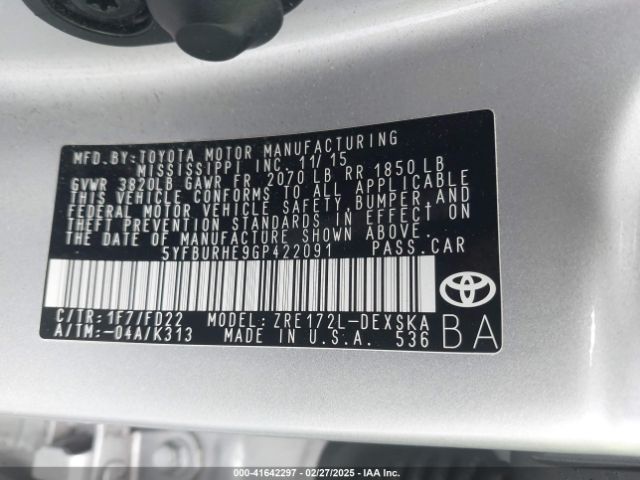 MFD.BY:TOYOTA MOTOR MANUFACTURING
MISSISSIPPI INC. 11/15
GVWR 3820LB GAWR FR 2070 LB RR 1850 LB
THIS VEHICLE CONFORMS TO ALL APPLICABLE
FEDERAL MOTOR VEHICLE SAFETY, BUMPER, AND
THEFT PREVENTION STANDARDS IN EFFECT ON
THE DATE OF MANUFACTURE SHOWN ABOVE.
5YFBURHE9GP422091 PASS.CAR
C/TR:1F7/FD22 MODEL:ZRE172L-DEXSKA
A/TM:-04A/K313 MADE IN U.S.A. 536
BA
000-41642297 - 02/27/2025 - IAA Inc.